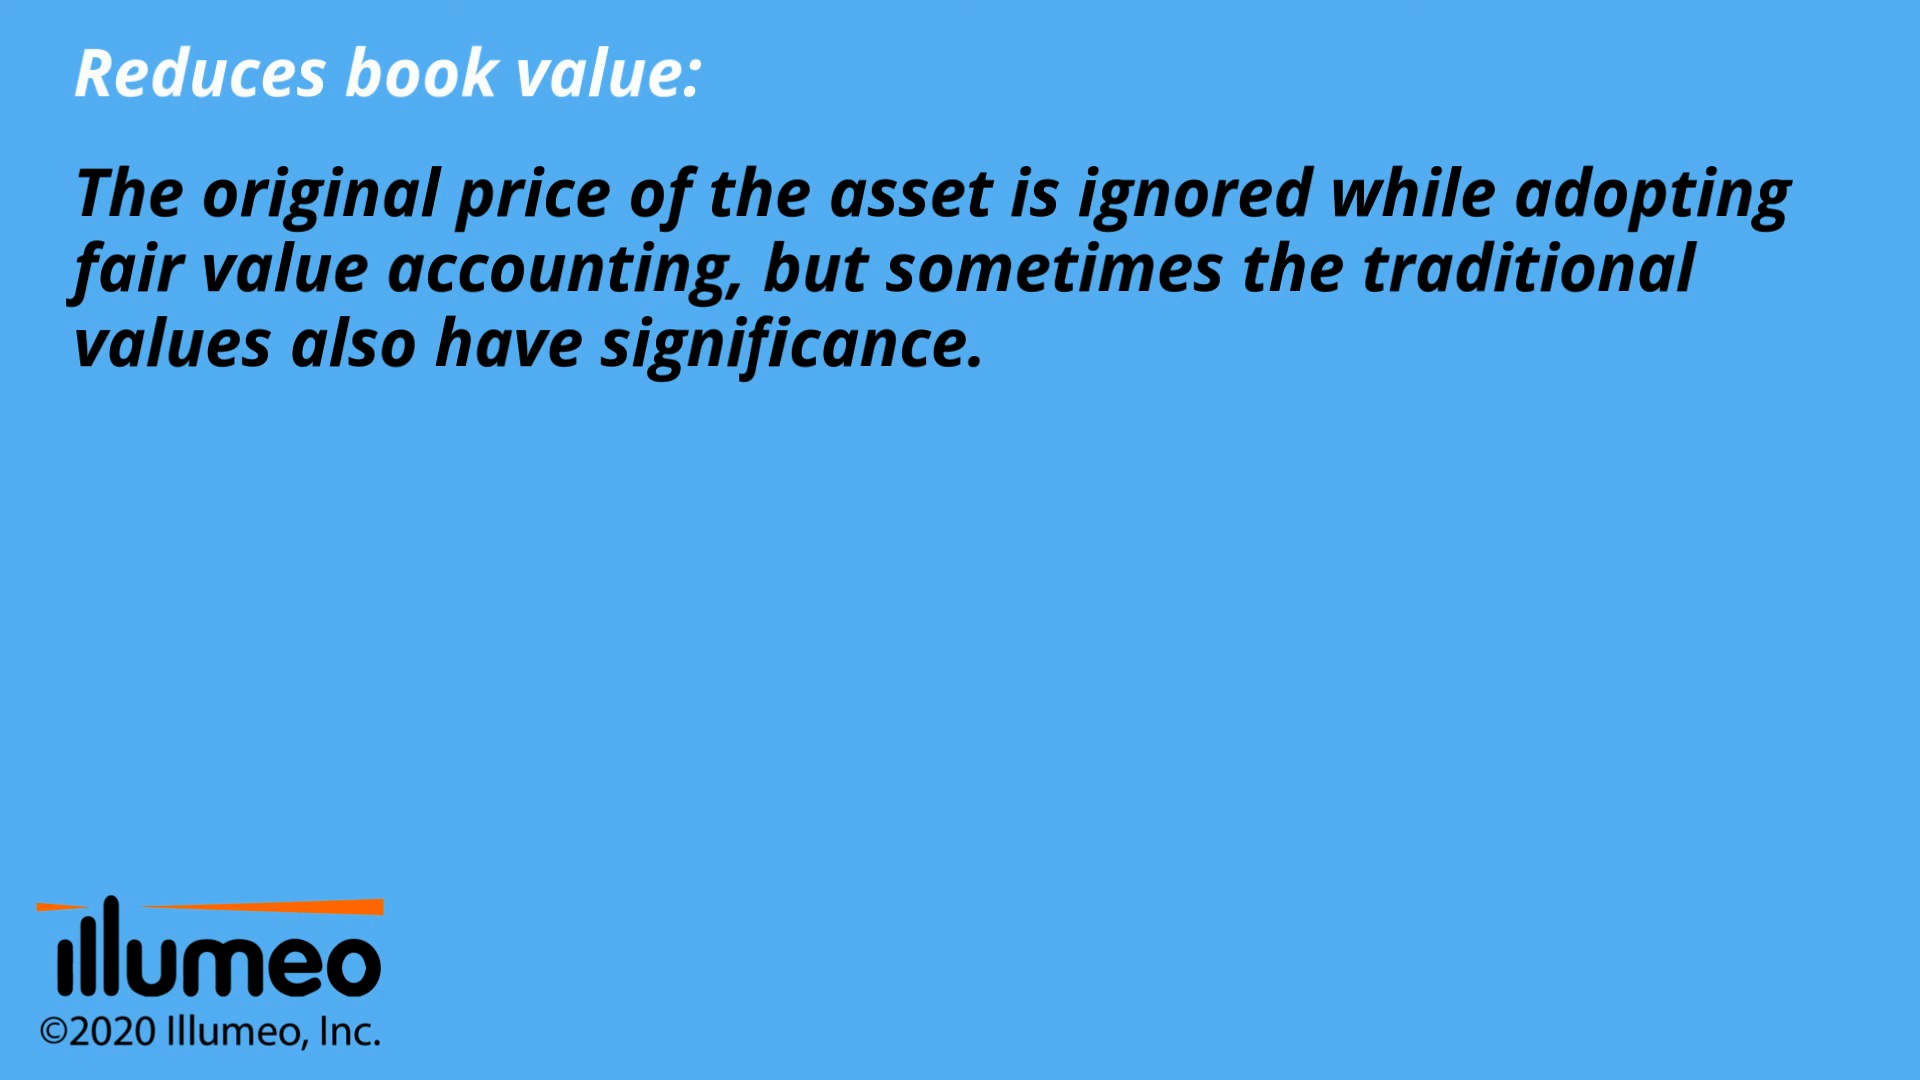 Reduces book value:
The original price of the asset is ignored while adopting
fair value accounting, but sometimes the traditional
values also have significance.
illumeo
©2020 Illumeo, Inc.